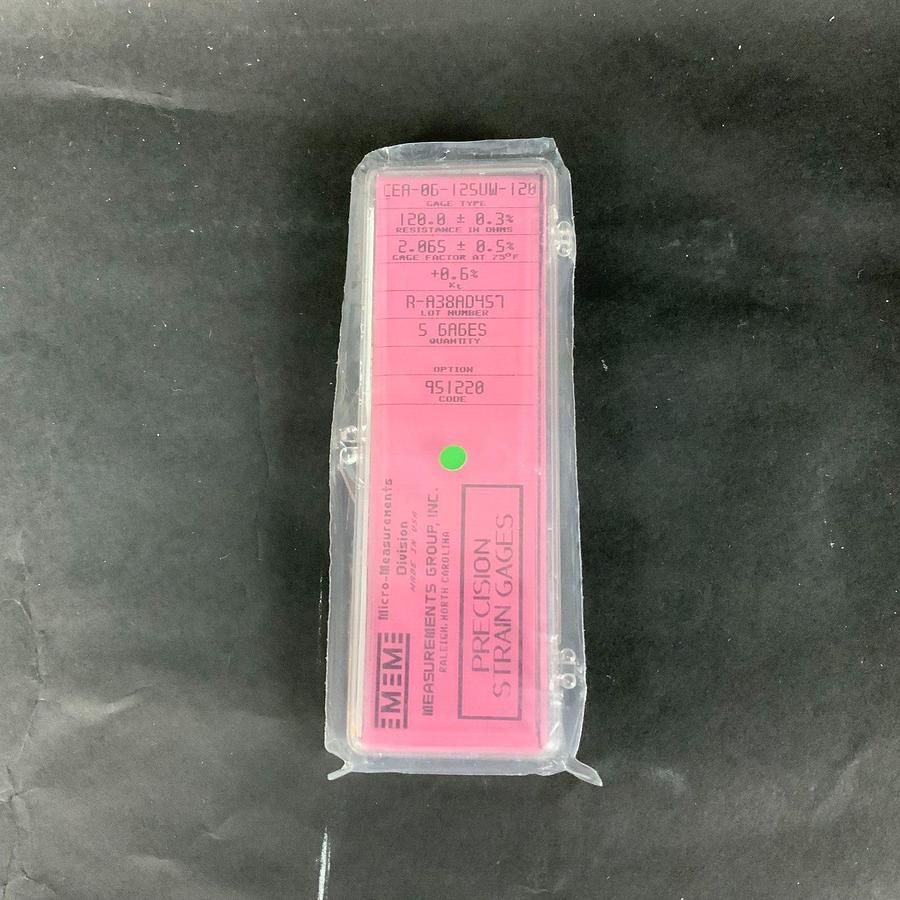 CEA-06-125UW-120
GAGE TYPE
120.0 ± 0.3%
RESISTANCE IN OHMS
2.065 ± 0.5%
GAGE FACTOR AT 75°F
+0.6%
Kt
R-A38AD457
LOT NUMBER
5 GAGES
QUANTITY
OPTION
951220
CODE
MM
Micro-Measurements
Division
MADE IN USA
MEASUREMENTS GROUP, INC.
RALEIGH, NORTH CAROLINA
PRECISION
STRAIN GAGES